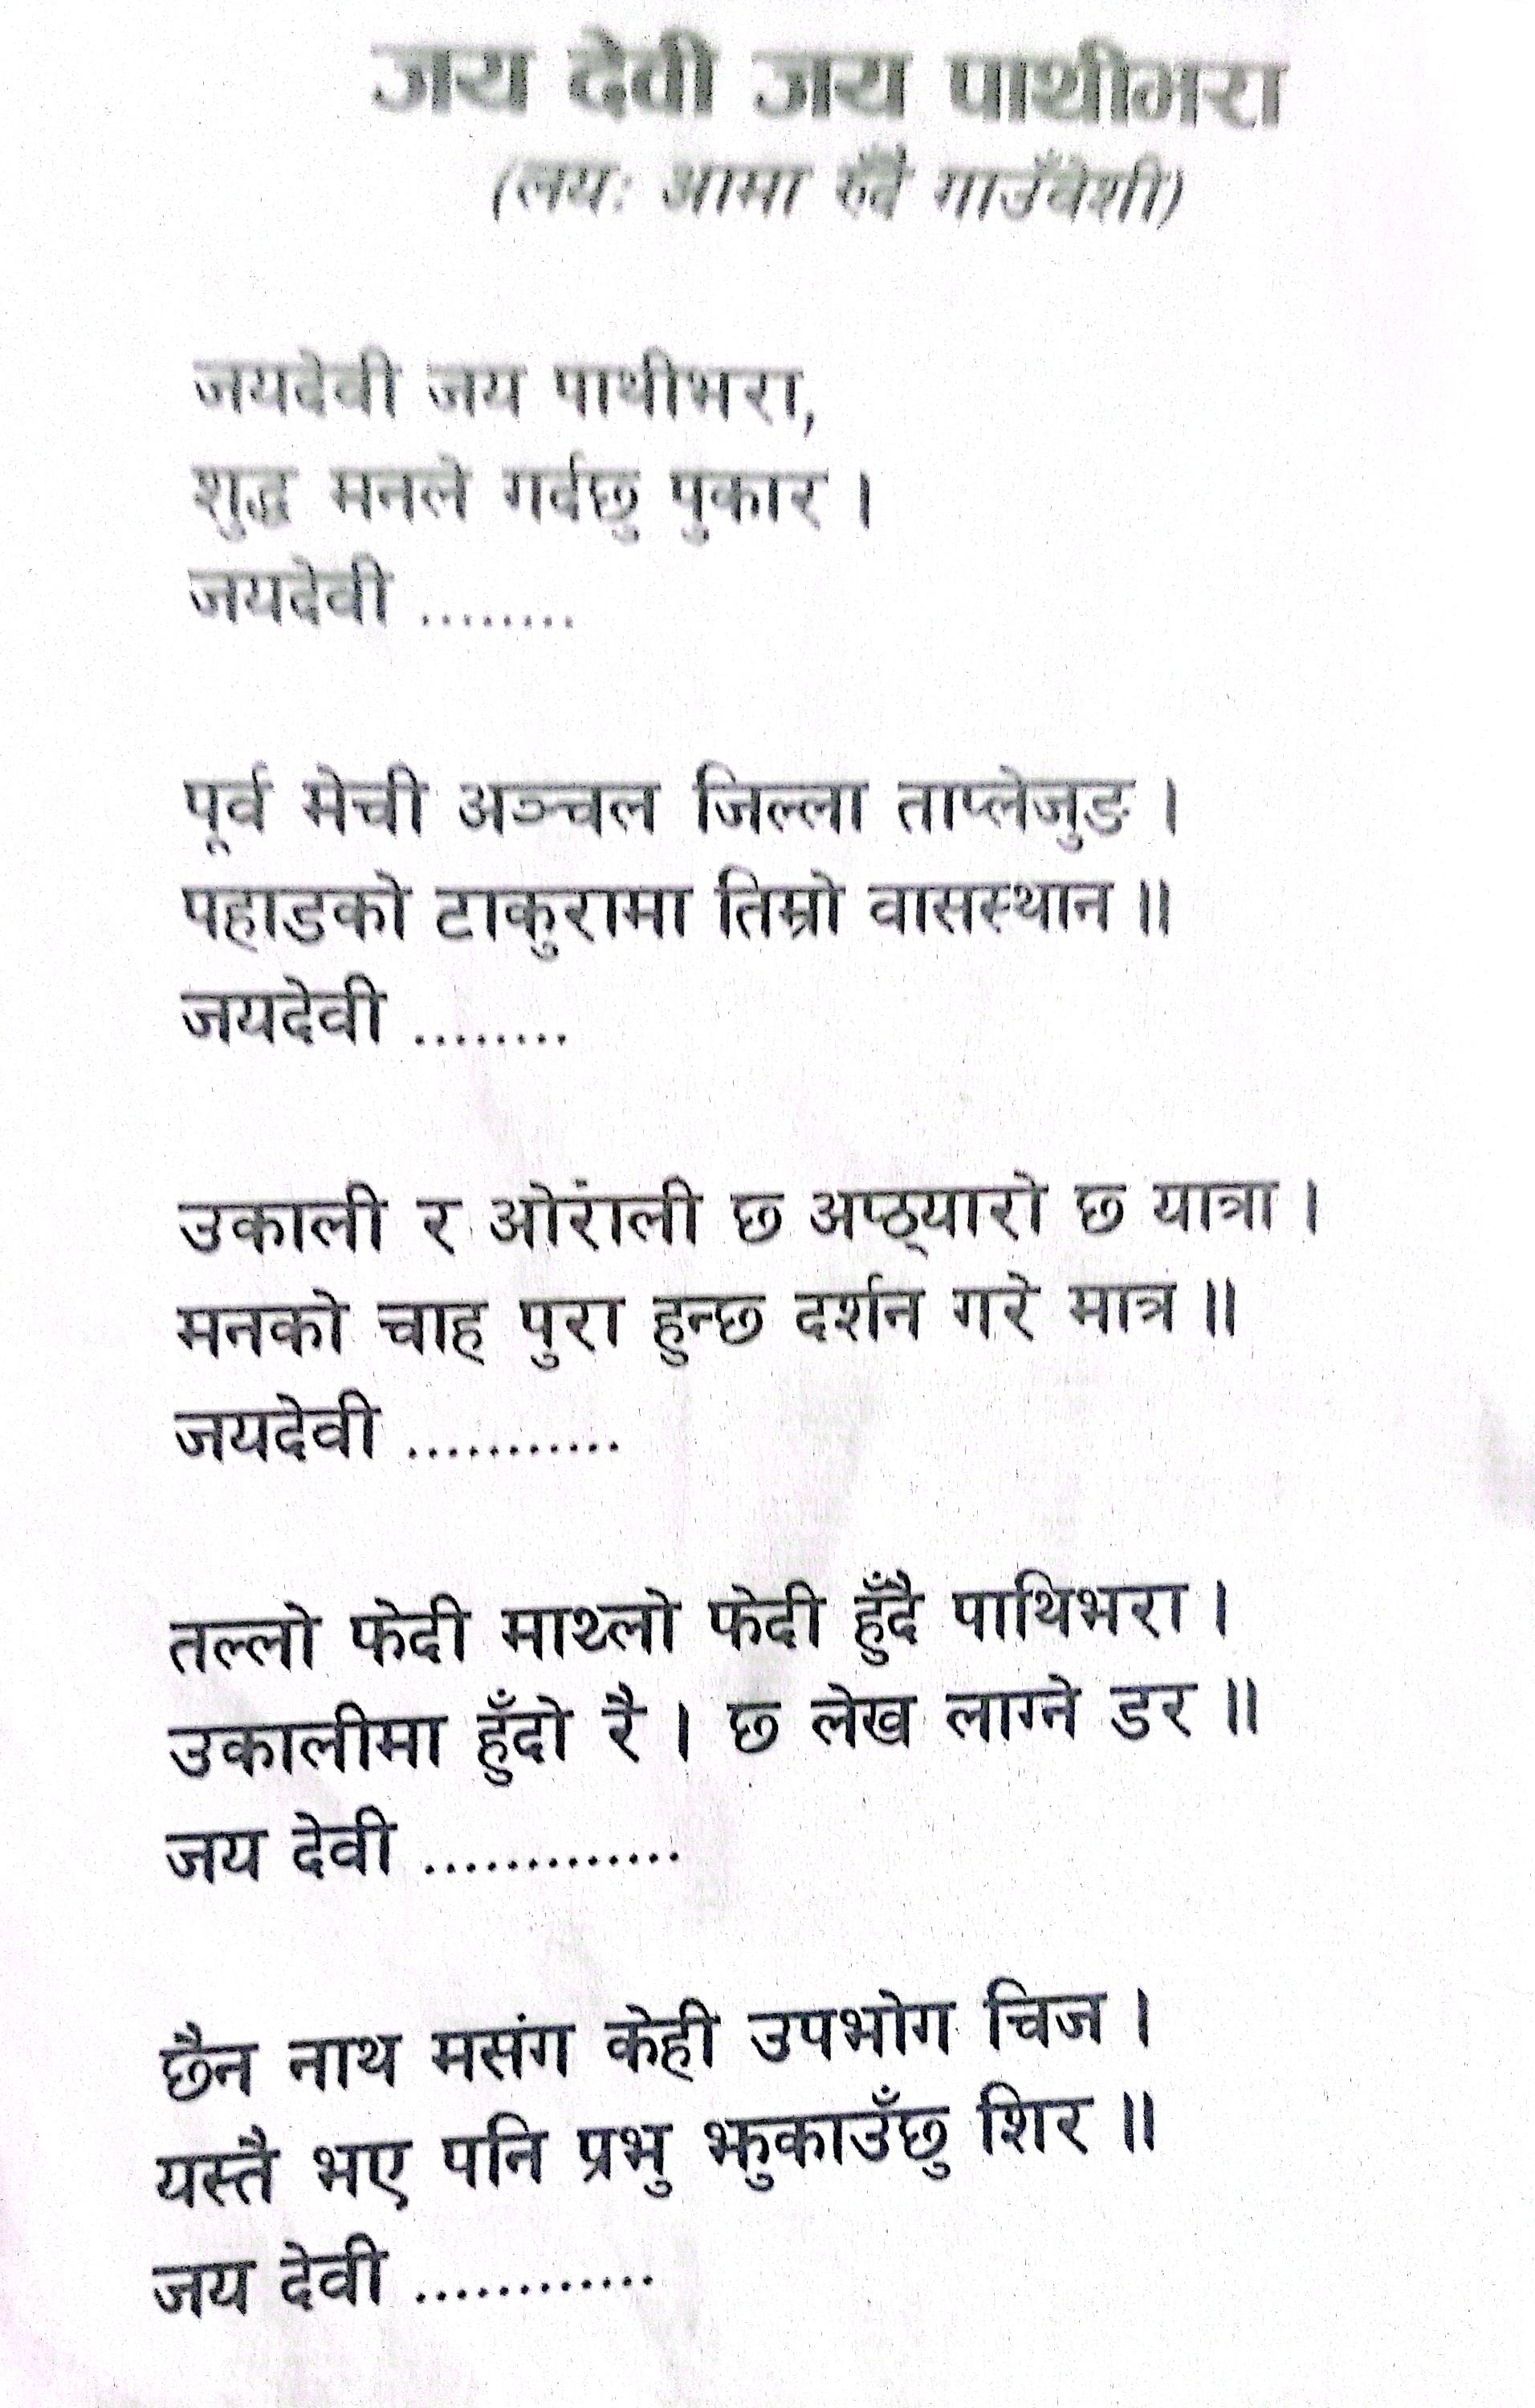 जय देवी जय पाथीभरा
(लयः आमा रुँदै गाउँवेशी)
जयदेवी जय पाथीभरा,
शुद्ध मनले गर्दछु पुकार ।
जयदेवी ........
पूर्व मेची अञ्चल जिल्ला ताप्लेजुङ ।
पहाडको टाकुरामा तिम्रो वासस्थान ॥
जयदेवी ........
उकाली र ओरांली छ अप्ठ्यारो छ यात्रा ।
मनको चाह पुरा हुन्छ दर्शन गरे मात्र ॥
जयदेवी ...........
तल्लो फेदी माथ्लो फेदी हुँदै पाथिभरा ।
उकालीमा हुँदो रै । छ लेख लाग्ने डर ॥
जय देवी .............
छैन नाथ मसंग केही उपभोग चिज ।
यस्तै भए पनि प्रभु झुकाउँछु शिर ॥
जय देवी ............